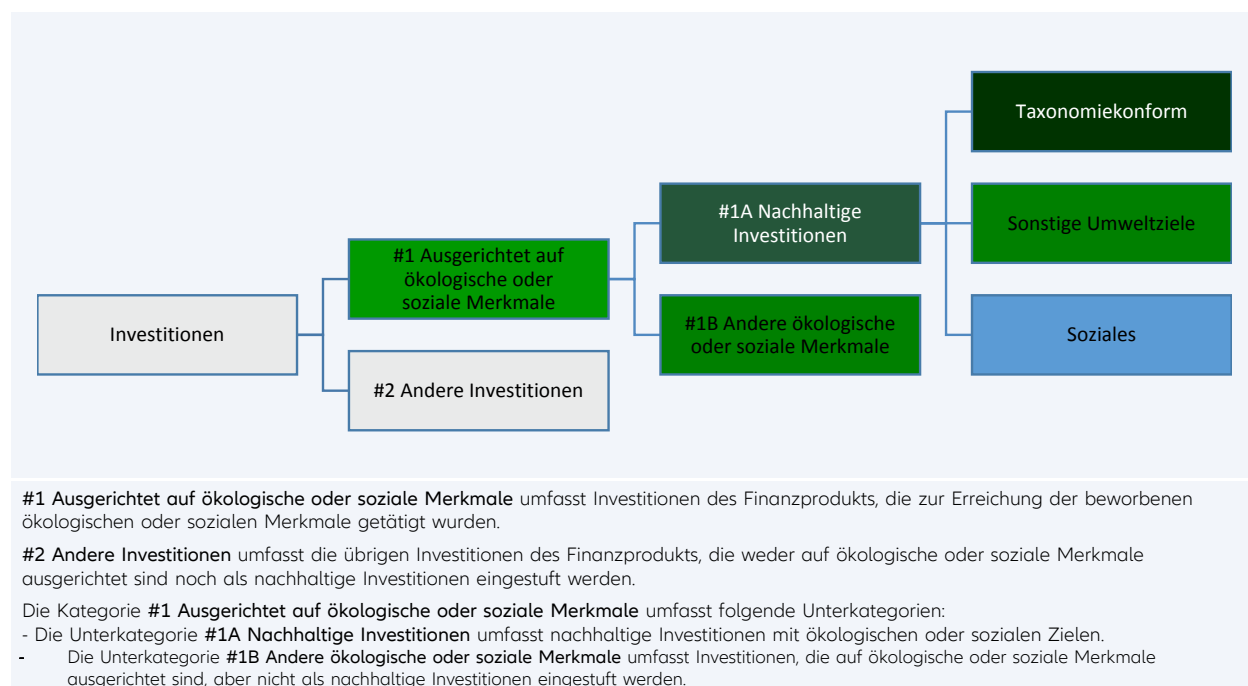 Taxonomiekonform
#1A Nachhaltige
Investitionen
Sonstige Umweltziele
#1 Ausgerichtet auf
ökologische oder
soziale Merkmale
Investitionen
#1B Andere ökologische
oder soziale Merkmale
Soziales
#2 Andere Investitionen
#1 Ausgerichtet auf ökologische oder soziale Merkmale umfasst Investitionen des Finanzprodukts, die zur Erreichung der beworbenen
ökologischen oder sozialen Merkmale getätigt wurden.
#2 Andere Investitionen umfasst die übrigen Investitionen des Finanzprodukts, die weder auf ökologische oder soziale Merkmale
ausgerichtet sind noch als nachhaltige Investitionen eingestuft werden.
Die Kategorie #1 Ausgerichtet auf ökologische oder soziale Merkmale umfasst folgende Unterkategorien:
- Die Unterkategorie #1A Nachhaltige Investitionen umfasst nachhaltige Investitionen mit ökologischen oder sozialen Zielen.
- Die Unterkategorie #1B Andere ökologische oder soziale Merkmale umfasst Investitionen, die auf ökologische oder soziale Merkmale
ausgerichtet sind, aber nicht als nachhaltige Investitionen eingestuft werden.